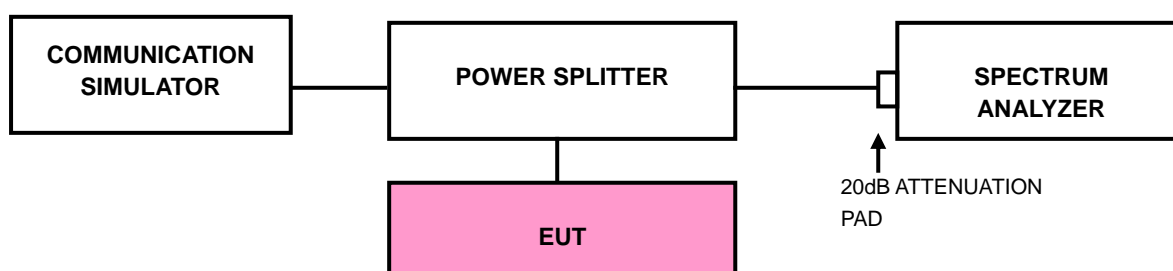 COMMUNICATION
SIMULATOR
POWER SPLITTER
SPECTRUM
ANALYZER
20dB ATTENUATION
PAD
EUT